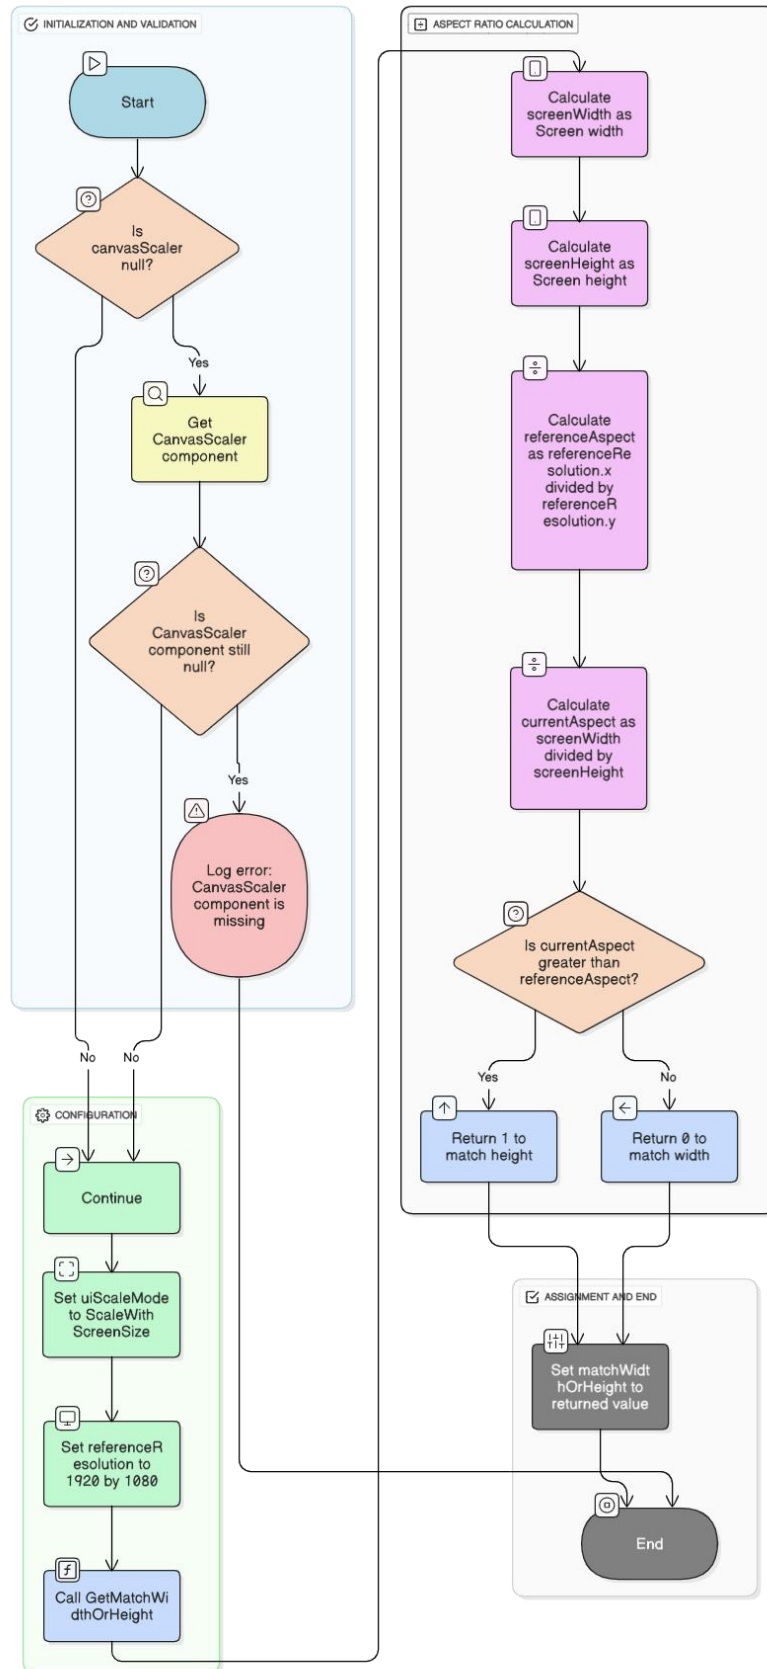 INITIALIZATION AND VALIDATION
Start
Is
canvasScaler
null?
Yes
Get
CanvasScaler
component
Is
CanvasScaler
component still
null?
Yes
Log error:
CanvasScaler
component is
missing
No
No
CONFIGURATION
Continue
Set uiScaleMode
to ScaleWith
ScreenSize
Set referenceR
esolution to
1920 by 1080
Call GetMatchWi
dthOrHeight
ASPECT RATIO CALCULATION
Calculate
screenWidth as
Screen width
Calculate
screenHeight as
Screen height
Calculate
referenceAspect
as referenceRe
solution.x
divided by
referenceR
esolution.y
Calculate
currentAspect as
screenWidth
divided by
screenHeight
Is currentAspect
greater than
referenceAspect?
Yes
No
Return 1 to
match height
Return 0 to
match width
ASSIGNMENT AND END
Set matchWidt
hOrHeight to
returned value
End